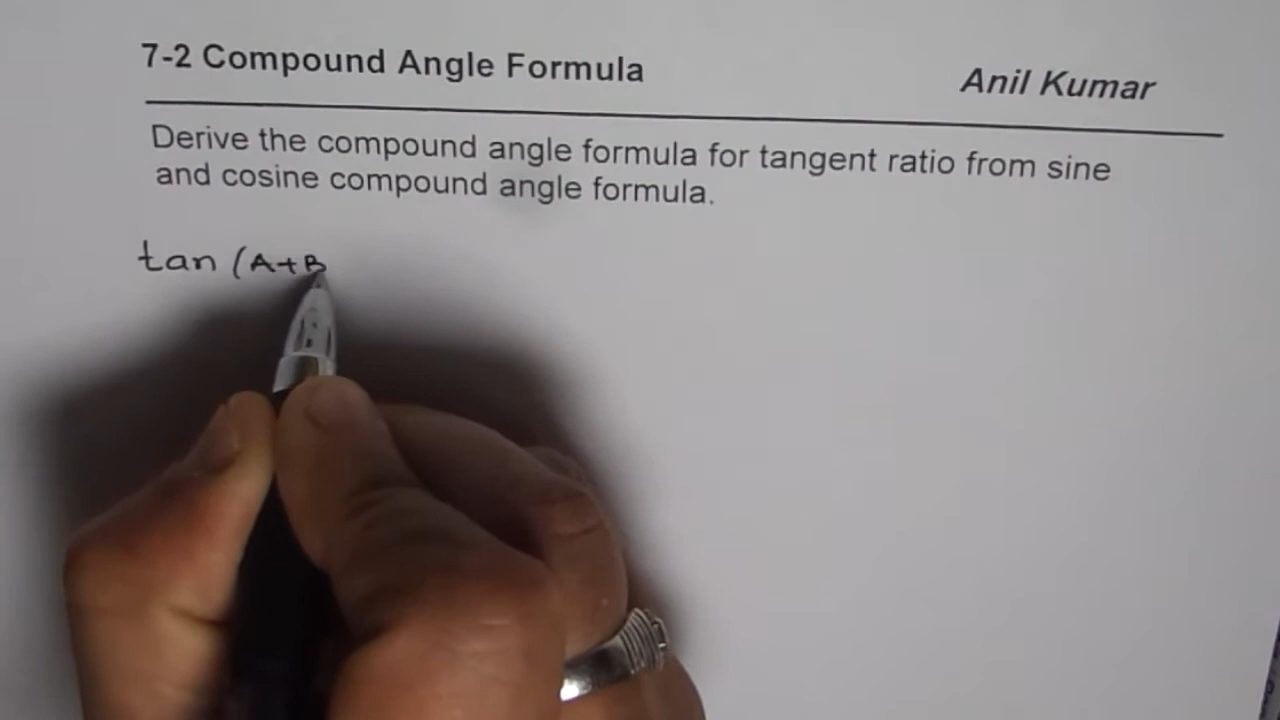 7-2 Compound Angle Formula
Anil Kumar
Derive the compound angle formula for tangent ratio from sine
and cosine compound angle formula.
tan (A+B